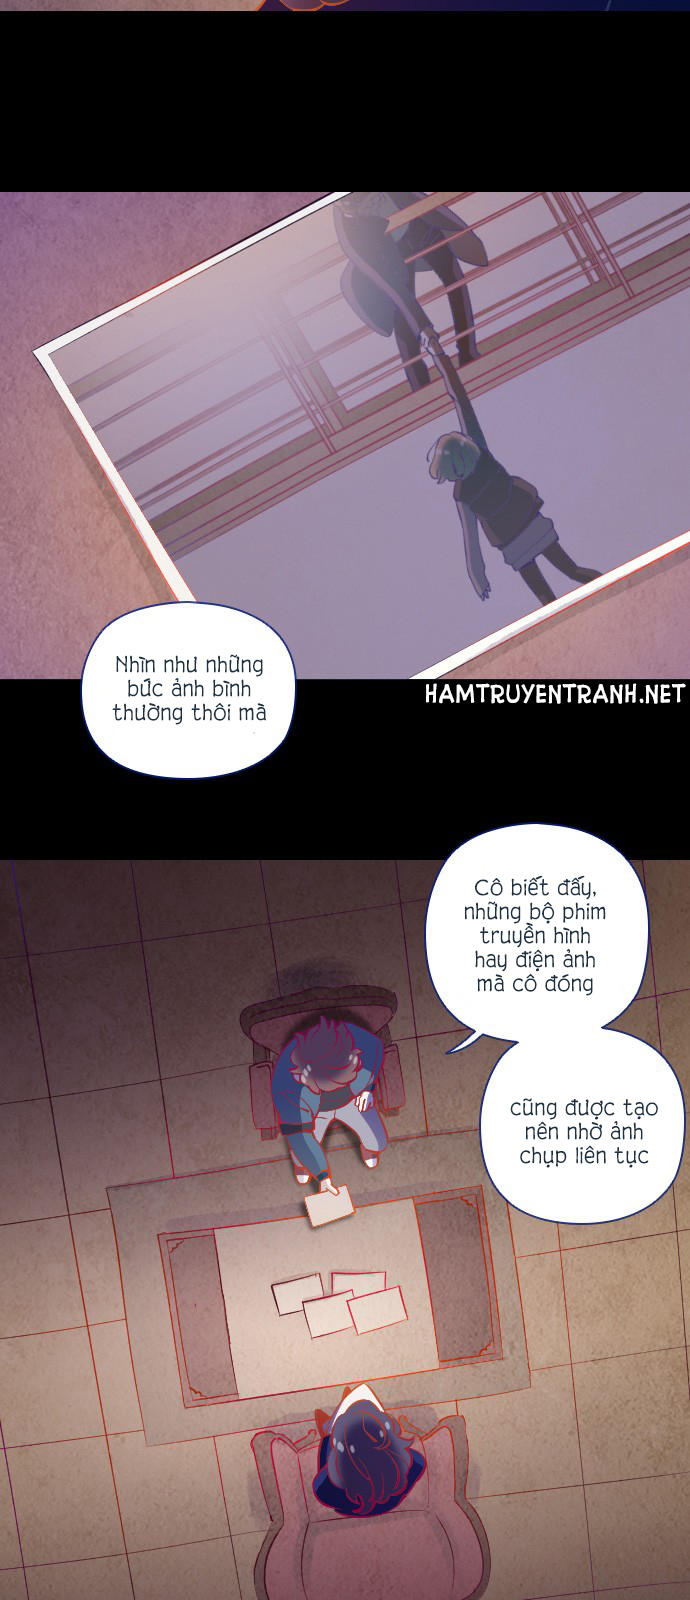 Nhìn như những
bức ảnh bình
thường thôi mà
HAMTRUYENTRANH.NET
Cô biết đấy,
những bộ phim
truyền hình
hay điện ảnh
mà cô đóng
cũng được tạo
nên nhờ ảnh
chụp liên tục